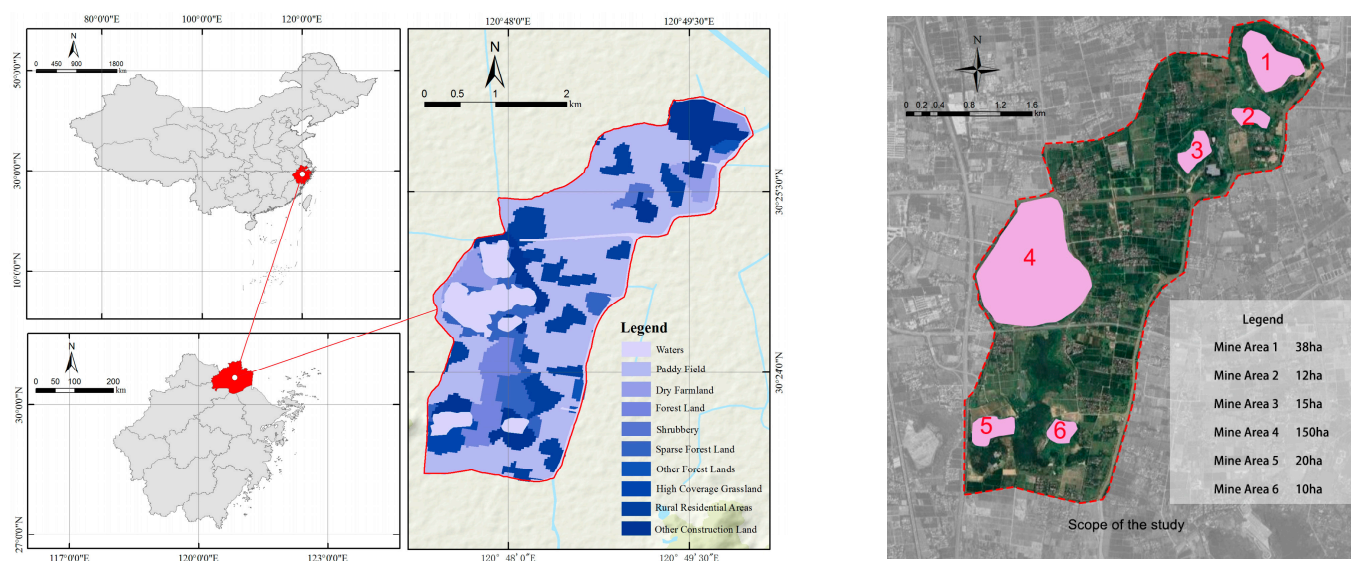 80°0'0"E 100°0'0"E 120°0'0"E
N
0 450 900 1800
km
50°0'0"N
30°0'0"N
10°0'0"N
N
0 50 100 200
km
30°0'0"N
27°0'0"N
117°0'0"E 120°0'0"E 123°0'0"E
120°48'0"E 120°49'30"E
N
0 0.5 1 2
km
30°25'30"N
30°24'0"N
Legend
Waters
Paddy Field
Dry Farmland
Forest Land
Shrubbery
Sparse Forest Land
Other Forest Lands
High Coverage Grassland
Rural Residential Areas
Other Construction Land
120° 48' 0"E 120° 49' 30"E
N
0 0.2 0.4 0.8 1.2 1.6
km
1
2
3
4
5
6
Legend
Mine Area 1 38ha
Mine Area 2 12ha
Mine Area 3 15ha
Mine Area 4 150ha
Mine Area 5 20ha
Mine Area 6 10ha
Scope of the study